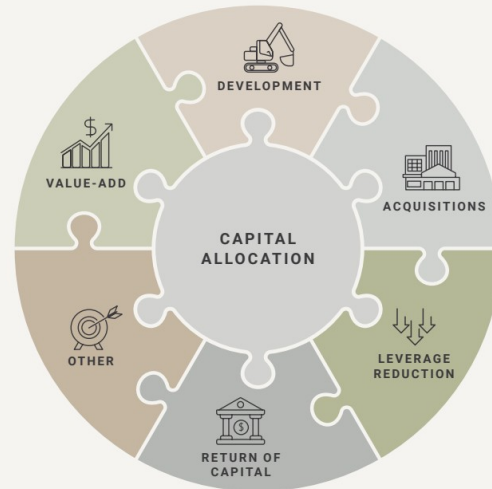 DEVELOPMENT
ACQUISITIONS
LEVERAGE
REDUCTION
RETURN OF
CAPITAL
OTHER
VALUE-ADD
CAPITAL
ALLOCATION
$
$